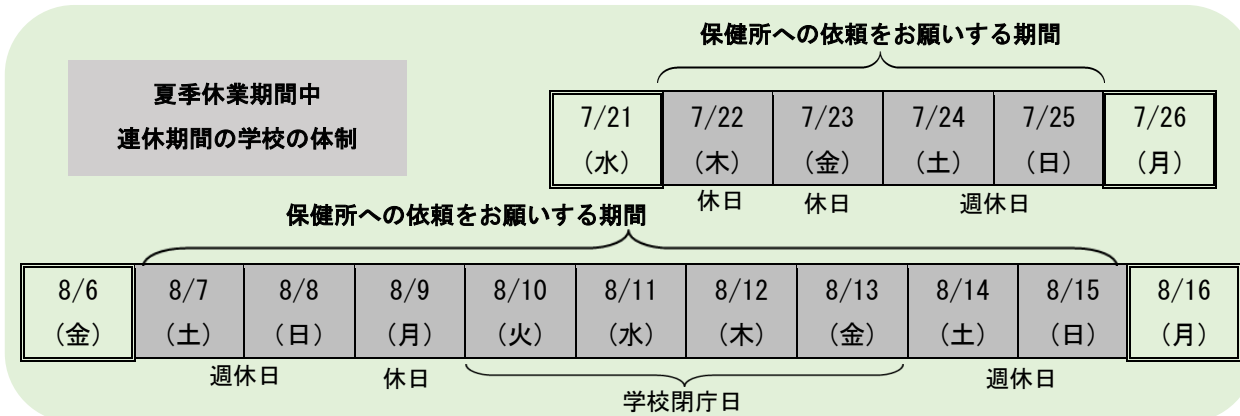 保健所への依頼をお願いする期間
夏季休業期間中
連休期間の学校の体制
7/21 7/22 7/23 7/24 7/25 7/26
（水） （木） （金） （土） （日） （月）
休日 休日 週休日
保健所への依頼をお願いする期間
8/6 8/7 8/8 8/9 8/10 8/11 8/12 8/13 8/14 8/15 8/16
（金） （土） （日） （月） （火） （水） （木） （金） （土） （日） （月）
週休日 休日 週休日
学校閉庁日